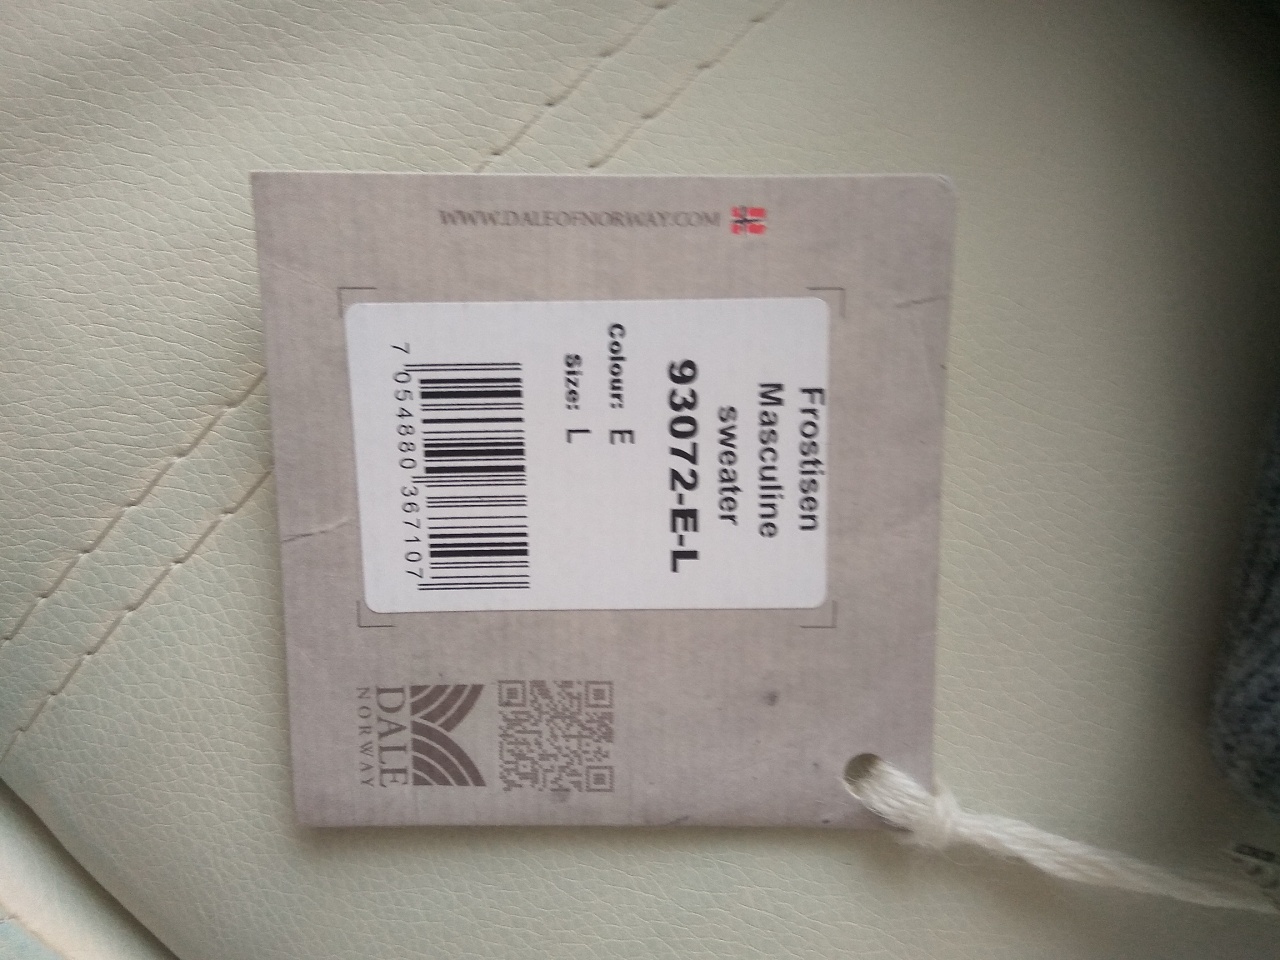 WWW.DALEOFNORWAY.COM
Frostisen
Masculine
sweater
93072-E-L
Colour: E
Size: L
7 054880 367107
DALE
NORWAY